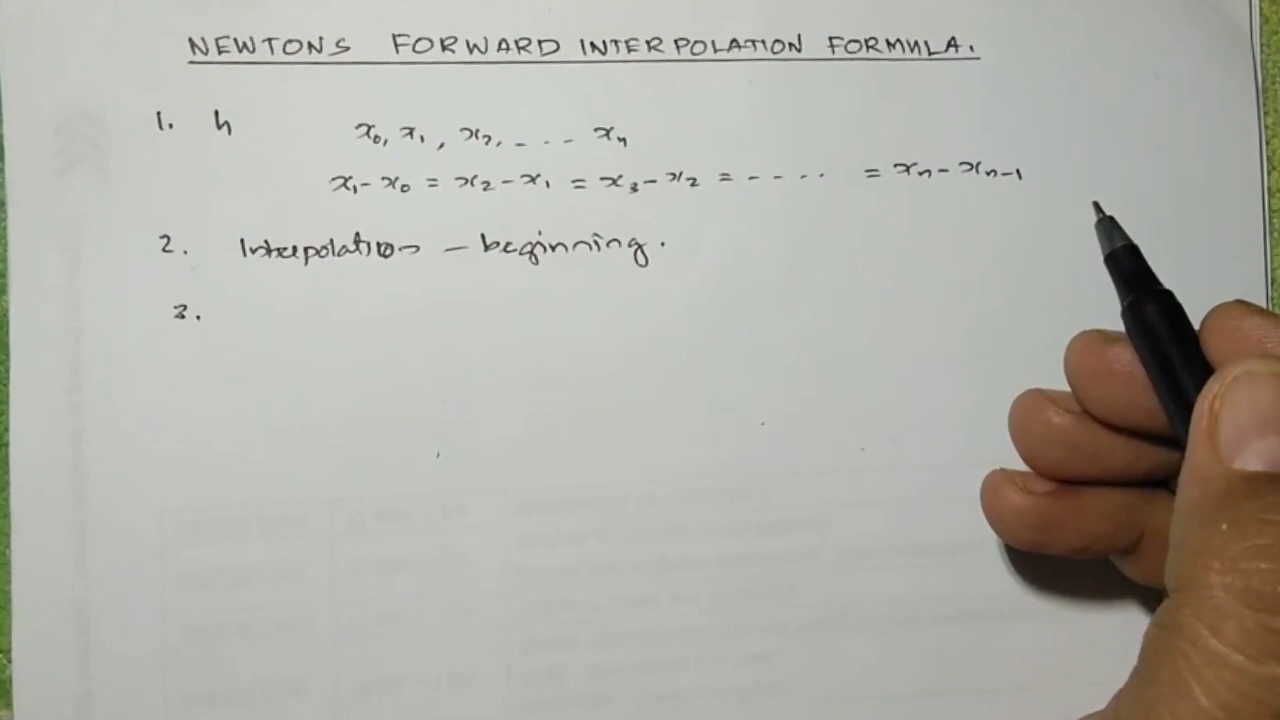 NEWTONS FORWARD INTERPOLATION FORMULA.
1. h x₀, x₁, x₂, - - - - xₙ
x₁-x₀ = x₂-x₁ = x₃-x₂ = ---.. = xₙ-xₙ₋₁
2. Interpolation - beginning.
3.